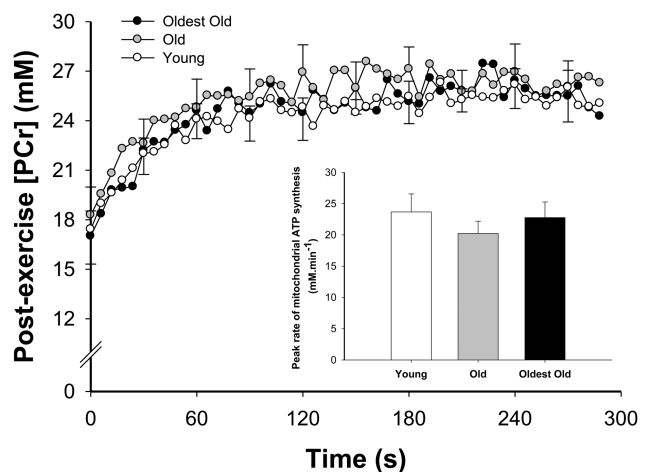 Oldest Old
Old
Young
Post-exercise [PCr] (mM)
30
27
24
21
18
15
12
0
0
60
120
180
240
300
Time (s)
Peak rate of mitochondrial ATP synthesis
(mM.min-1)
30
25
20
15
10
5
0
Young
Old
Oldest Old